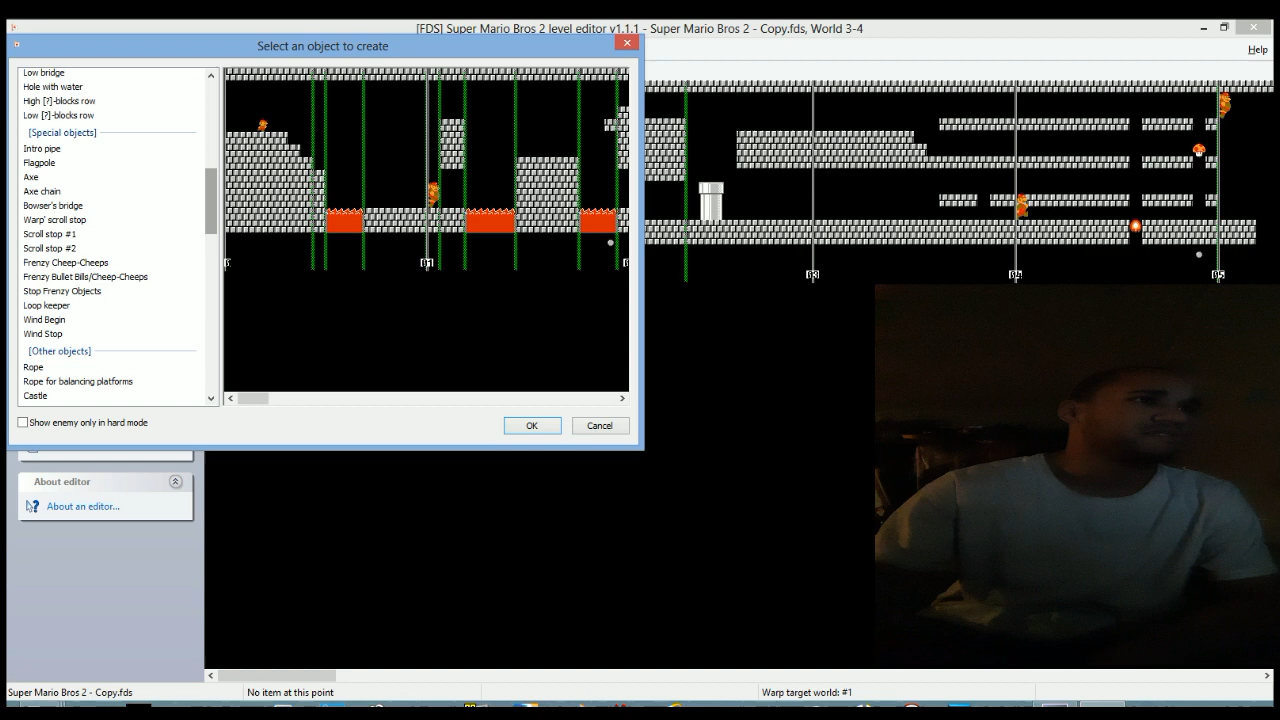 [FDS] Super Mario Bros 2 level editor v1.1.1 - Super Mario Bros 2 - Copy.fds, World 3-4
Select an object to create
Help
Low bridge
Hole with water
High [?]-blocks row
Low [?]-blocks row
[Special objects]
Intro pipe
Flagpole
Axe
Axe chain
Bowser's bridge
Warp/ scroll stop
Scroll stop #1
Scroll stop #2
Frenzy Cheep-Cheeps
Frenzy Bullet Bills/Cheep-Cheeps
Stop Frenzy Objects
Loop keeper
Wind Begin
Wind Stop
[Other objects]
Rope
Rope for balancing platforms
Castle
01
03
04
05
Show enemy only in hard mode
OK
Cancel
About editor
About an editor...
Super Mario Bros 2 - Copy.fds
No item at this point
Warp target world: #1